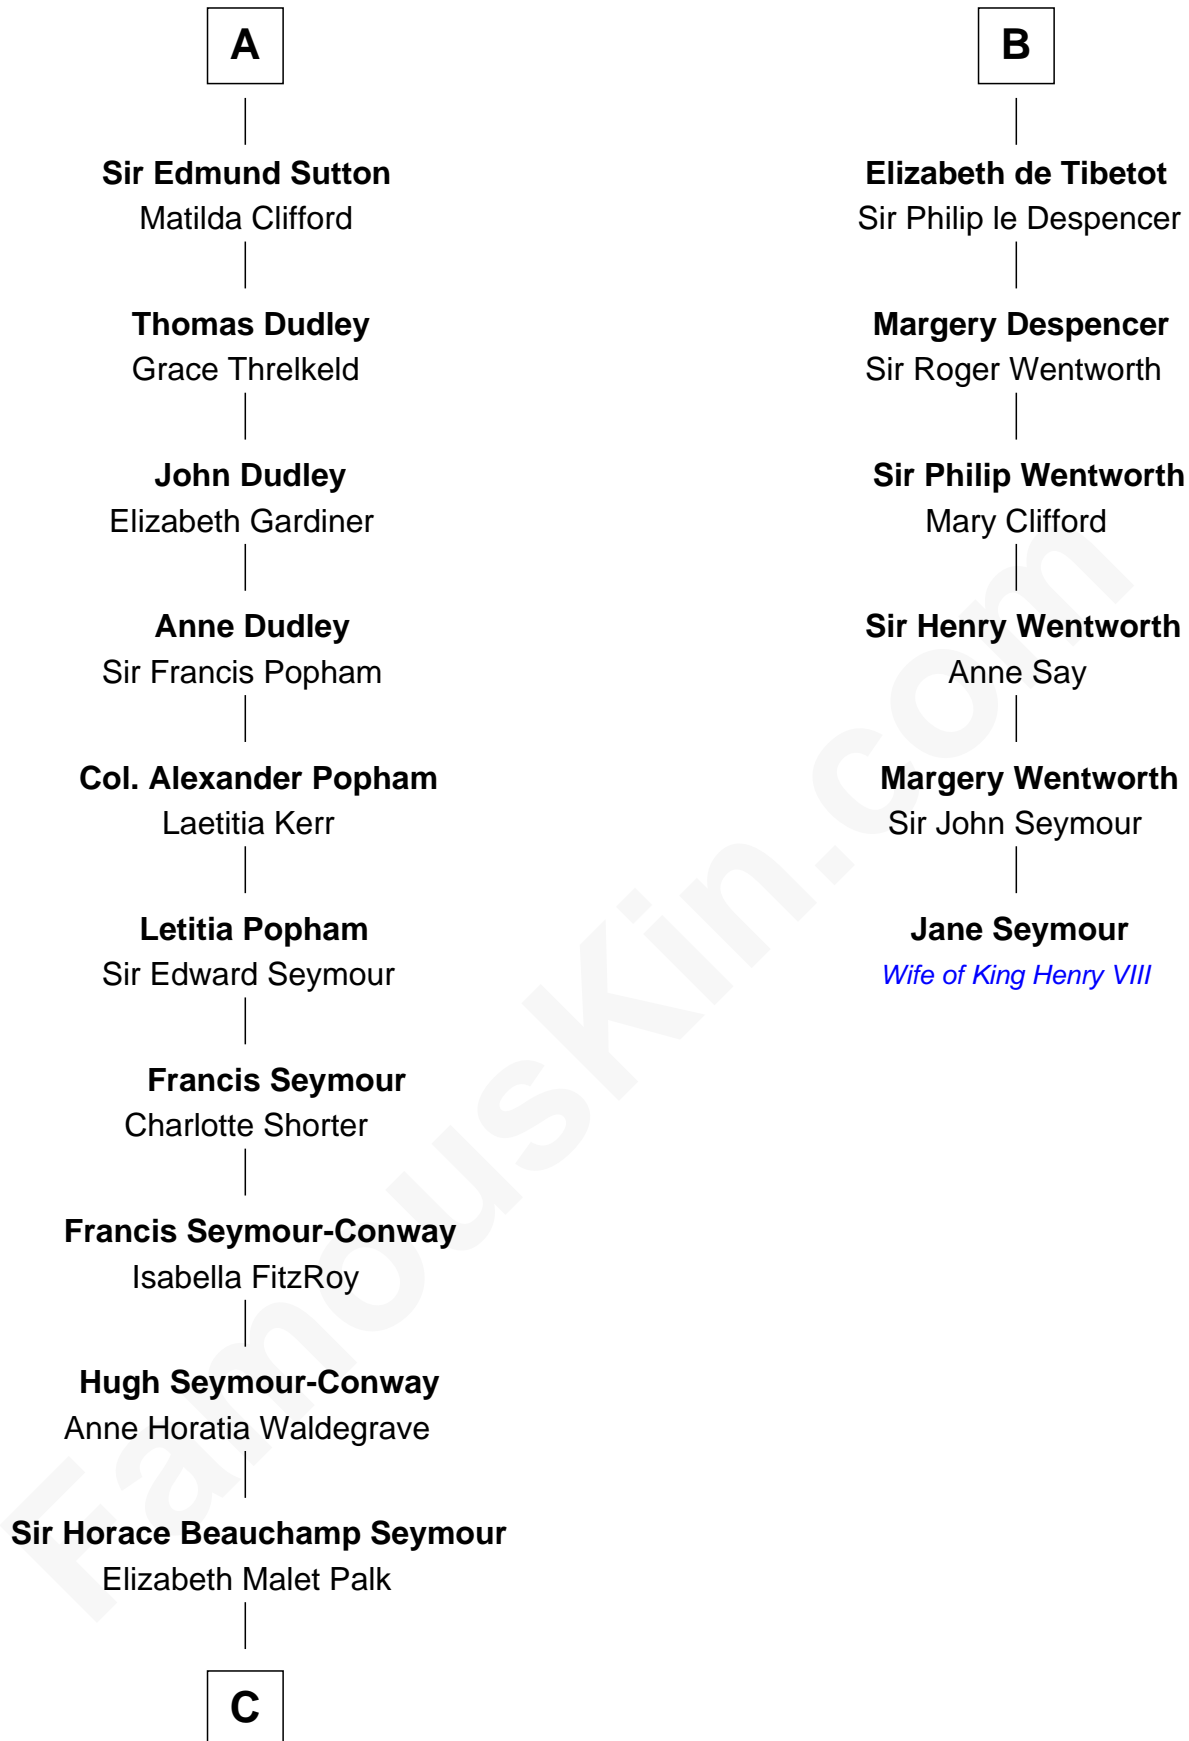 A
Sir Edmund Sutton
Matilda Clifford
Thomas Dudley
Grace Threlkeld
John Dudley
Elizabeth Gardiner
Anne Dudley
Sir Francis Popham
Col. Alexander Popham
Laetitia Kerr
Letitia Popham
Sir Edward Seymour
Francis Seymour
Charlotte Shorter
Francis Seymour-Conway
Isabella FitzRoy
Hugh Seymour-Conway
Anne Horatia Waldegrave
Sir Horace Beauchamp Seymour
Elizabeth Malet Palk
C
B
Elizabeth de Tibetot
Sir Philip le Despencer
Margery Despencer
Sir Roger Wentworth
Sir Philip Wentworth
Mary Clifford
Sir Henry Wentworth
Anne Say
Margery Wentworth
Sir John Seymour
Jane Seymour
Wife of King Henry VIII
FamousKin.com